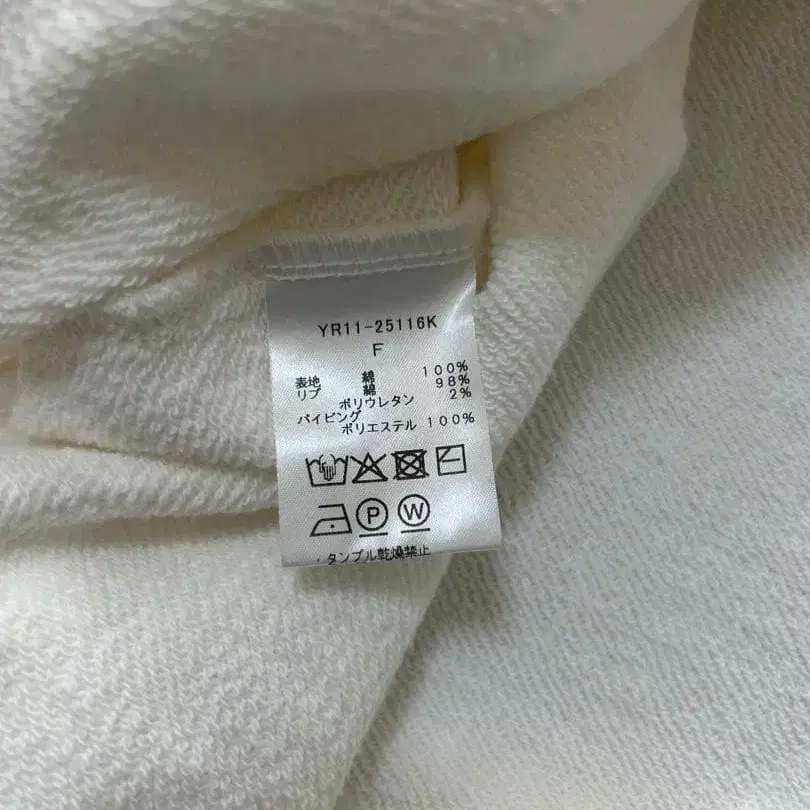 YR11-25116K
F
表地 綿 100%
リブ 綿 98%
ポリウレタン 2%
パイピング
ポリエステル 100%
P W
・タンブル乾燥禁止